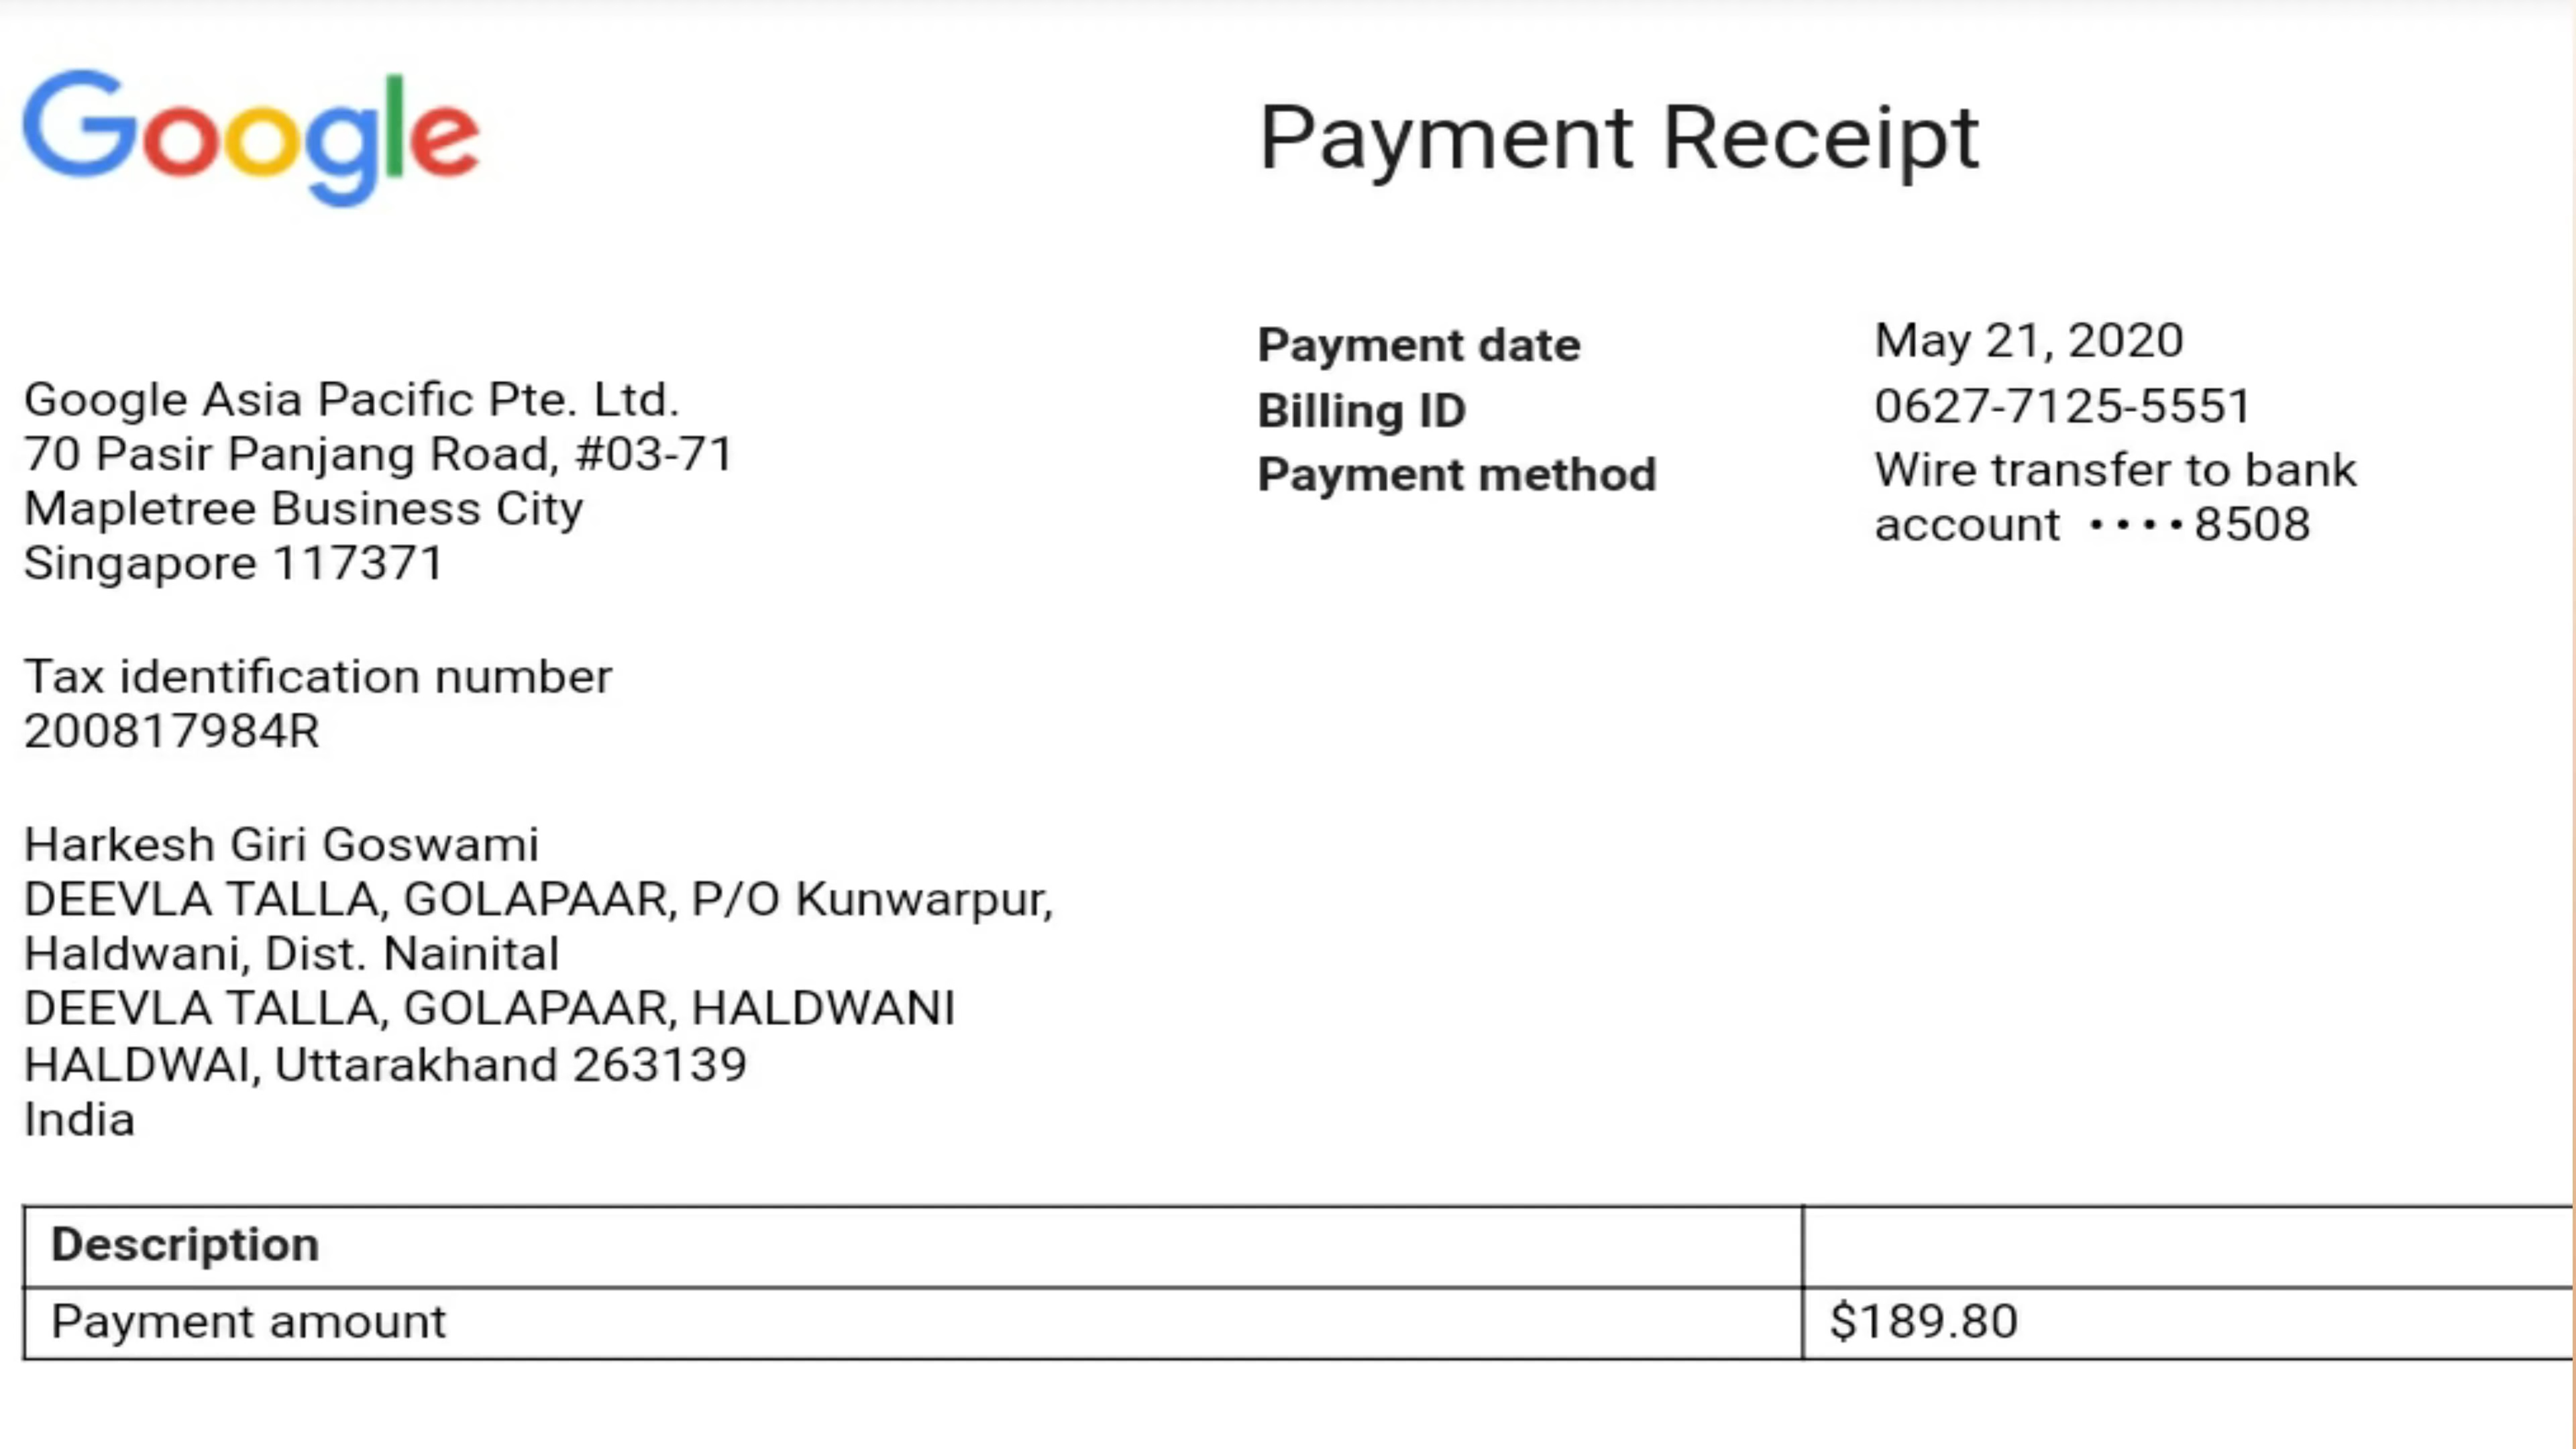 Google
Payment Receipt
Payment date May 21, 2020
Billing ID 0627-7125-5551
Payment method Wire transfer to bank
account ····8508
Google Asia Pacific Pte. Ltd.
70 Pasir Panjang Road, #03-71
Mapletree Business City
Singapore 117371
Tax identification number
200817984R
Harkesh Giri Goswami
DEEVLA TALLA, GOLAPAAR, P/O Kunwarpur,
Haldwani, Dist. Nainital
DEEVLA TALLA, GOLAPAAR, HALDWANI
HALDWAI, Uttarakhand 263139
India
Description
Payment amount $189.80